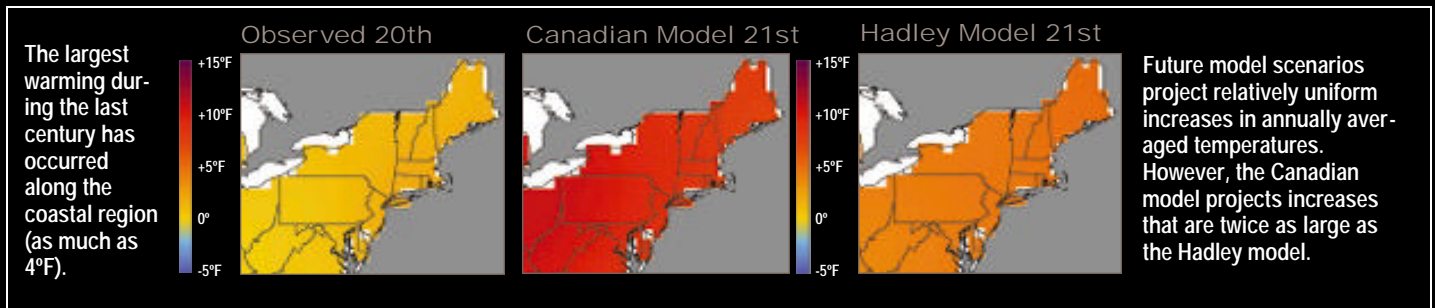 The largest
warming dur-
ing the last
century has
occurred
along the
coastal region
(as much as
4ºF).
+15ºF
+10ºF
+5ºF
0º
-5ºF
Observed 20th
Canadian Model 21st
+15ºF
+10ºF
+5ºF
0º
-5ºF
Hadley Model 21st
Future model scenarios
project relatively uniform
increases in annually aver-
aged temperatures.
However, the Canadian
model projects increases
that are twice as large as
the Hadley model.